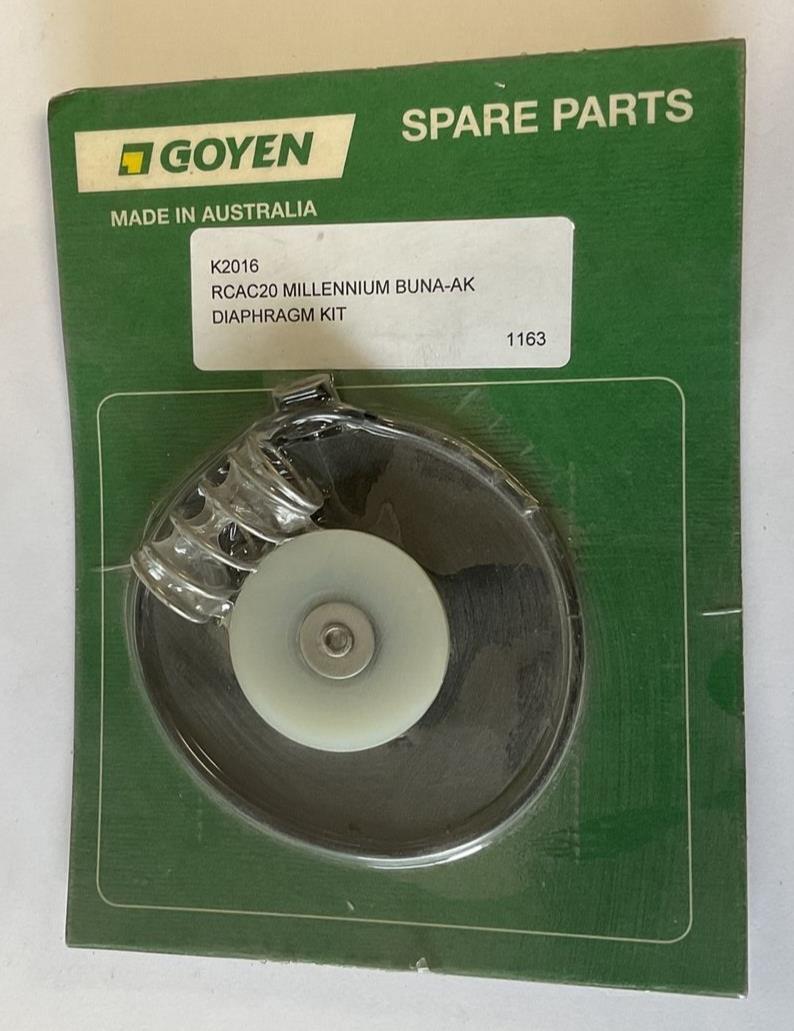 GOYEN
SPARE PARTS
MADE IN AUSTRALIA
K2016
RCAC20 MILLENNIUM BUNA-AK
DIAPHRAGM KIT
1163